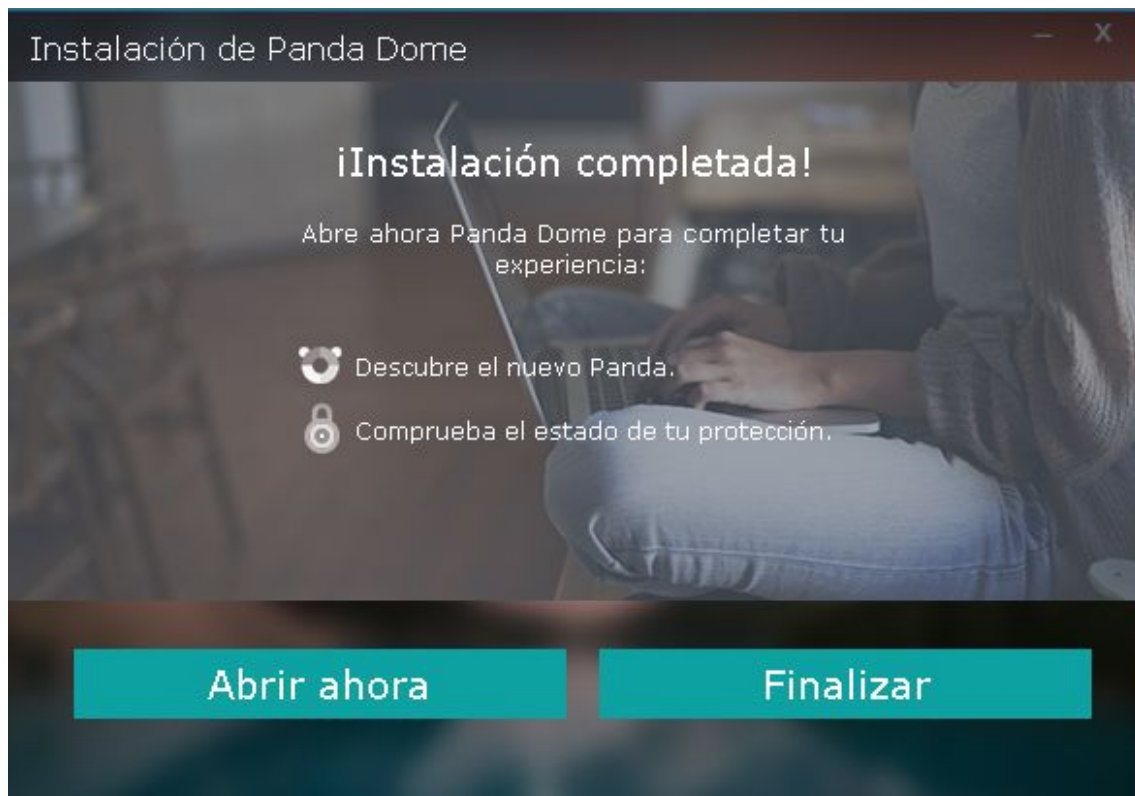 Instalación de Panda Dome
¡Instalación completada!
Abre ahora Panda Dome para completar tu
experiencia:
Descubre el nuevo Panda.
Comprueba el estado de tu protección.
Abrir ahora
Finalizar